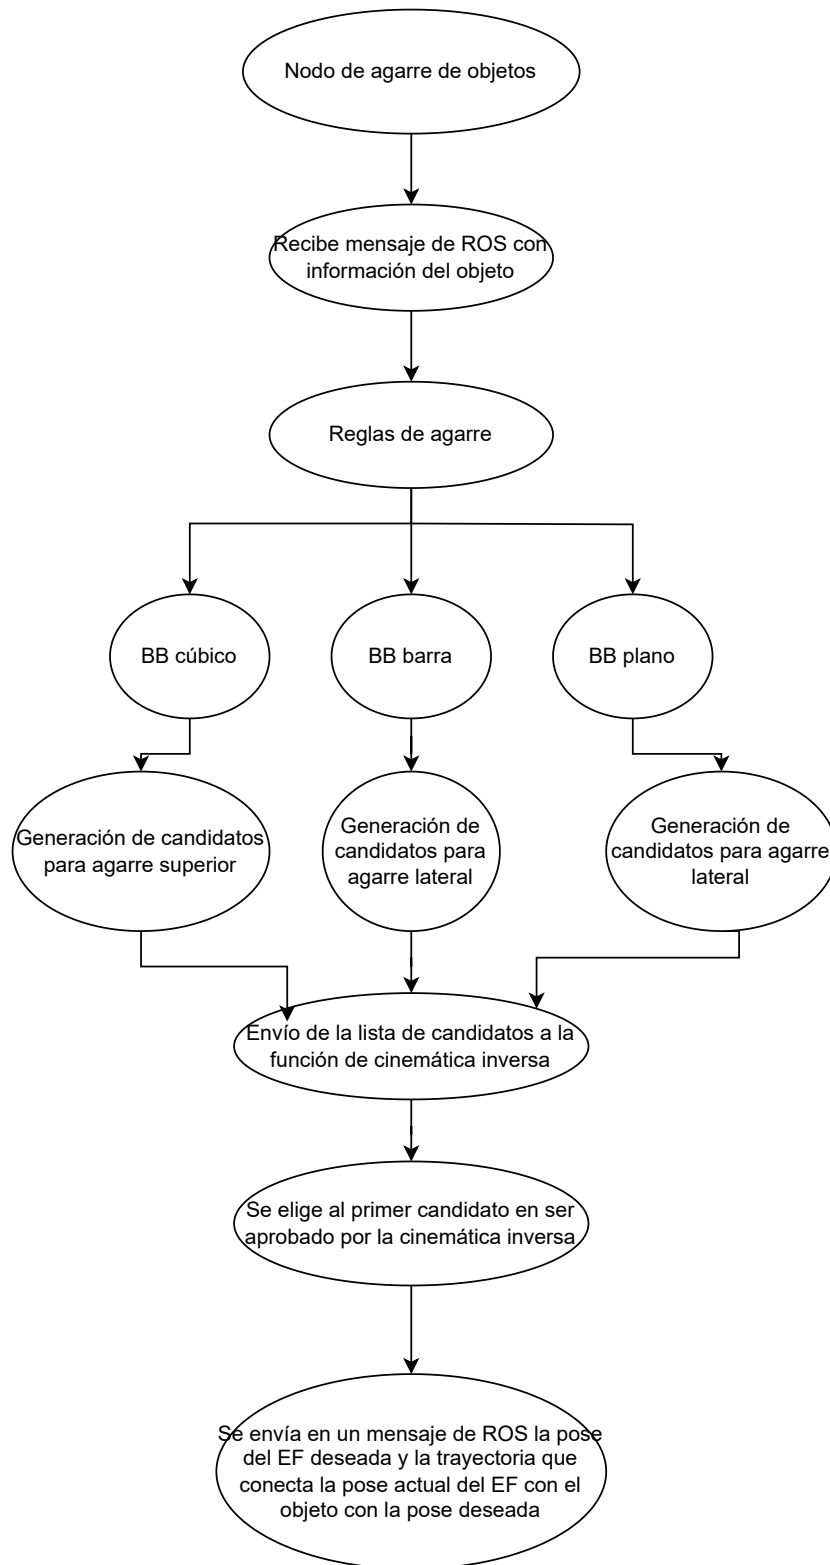 Nodo de agarre de objetos
Recibe mensaje de ROS con
información del objeto
Reglas de agarre
BB cúbico
BB barra
BB plano
Generación de candidatos
para agarre superior
Generación de
candidatos para
agarre lateral
Generación de
candidatos para agarre
lateral
Envío de la lista de candidatos a la
función de cinemática inversa
Se elige al primer candidato en ser
aprobado por la cinemática inversa
Se envía en un mensaje de ROS la pose
del EF deseada y la trayectoria que
conecta la pose actual del EF con el
objeto con la pose deseada